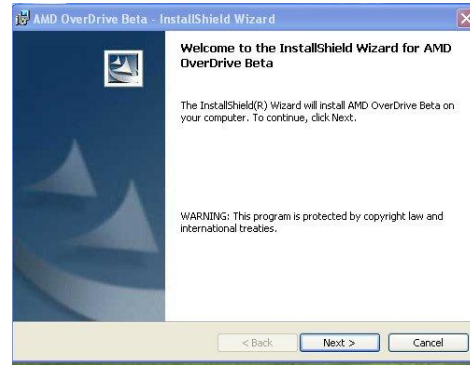 AMD OverDrive Beta - InstallShield Wizard
Welcome to the InstallShield Wizard for AMD
OverDrive Beta
The InstallShield(R) Wizard will install AMD OverDrive Beta on
your computer. To continue, click Next.
WARNING: This program is protected by copyright law and
international treaties.
< Back
Next >
Cancel